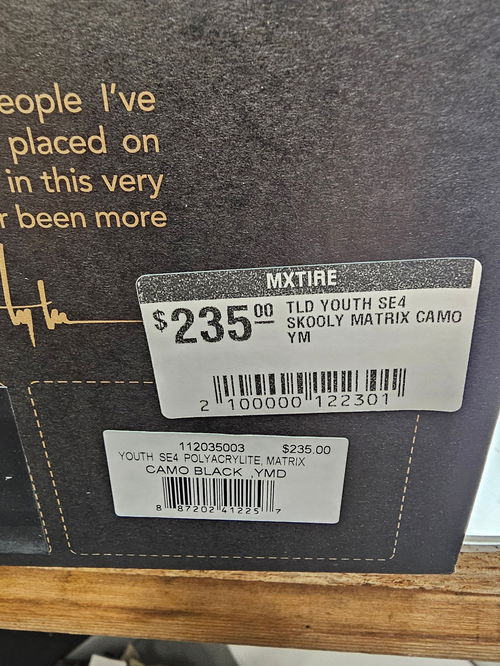 eople I've
placed on
in this very
r been more
MXTIRE
$235 00 TLD YOUTH SE4
SKOOLY MATRIX CAMO
YM
2 100000 122301
112035003 $235.00
YOUTH SE4 POLYACRYLITE, MATRIX
CAMO BLACK ,YMD
8 87202 41225 7